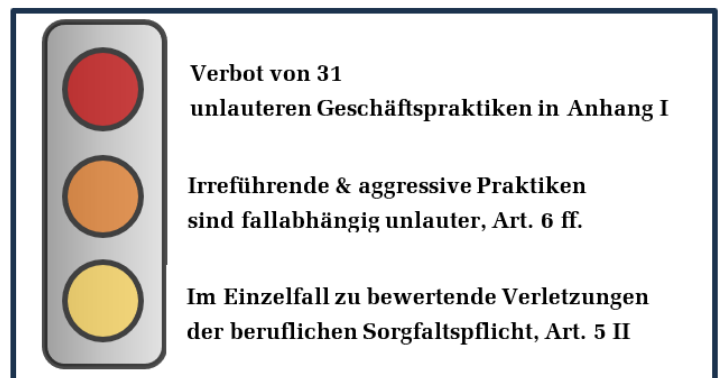 Verbot von 31
unlauteren Geschäftspraktiken in Anhang I
Irreführende & aggressive Praktiken
sind fallabhängig unlauter, Art. 6 ff.
Im Einzelfall zu bewertende Verletzungen
der beruflichen Sorgfaltspflicht, Art. 5 II